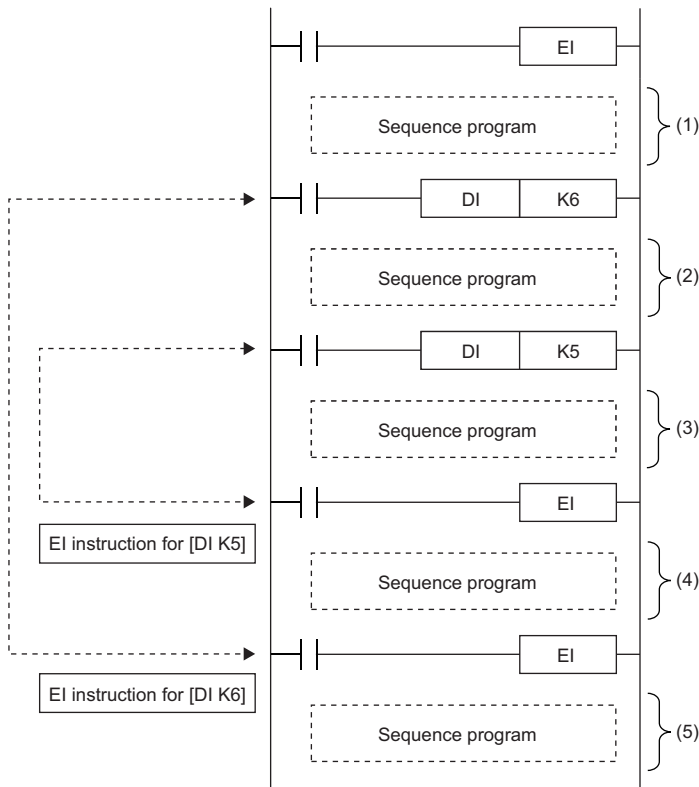 EI
Sequence program
(1)
DI K6
Sequence program
(2)
DI K5
Sequence program
(3)
EI
EI instruction for [DI K5]
Sequence program
(4)
EI
EI instruction for [DI K6]
Sequence program
(5)